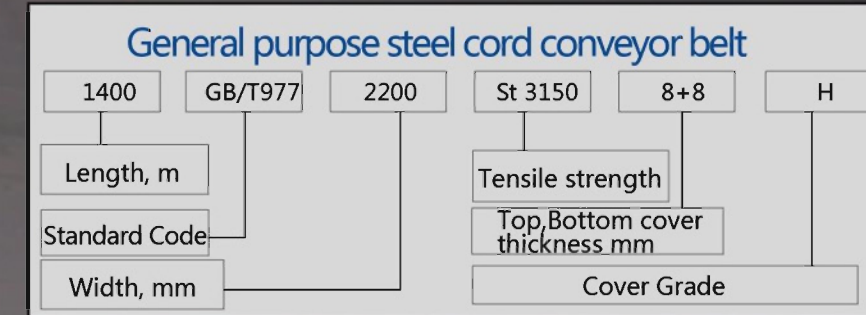 General purpose steel cord conveyor belt
1400 GB/T977 2200 St 3150 8+8 H
Length, m
Tensile strength
Standard Code
Top,Bottom cover
thickness mm
Width, mm
Cover Grade